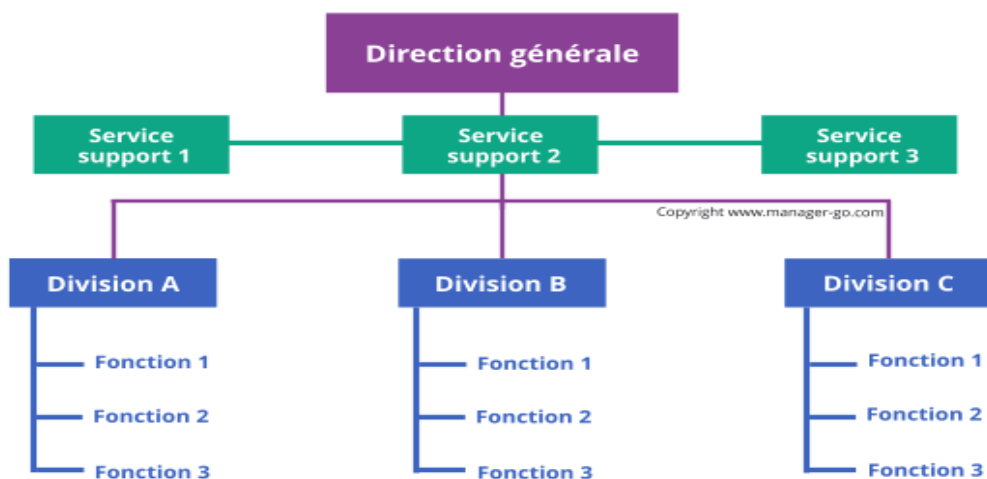 Direction générale
Service
support 1
Service
support 2
Service
support 3
Copyright www.manager-go.com
Division A
Division B
Division C
Fonction 1
Fonction 2
Fonction 3
Fonction 1
Fonction 2
Fonction 3
Fonction 1
Fonction 2
Fonction 3